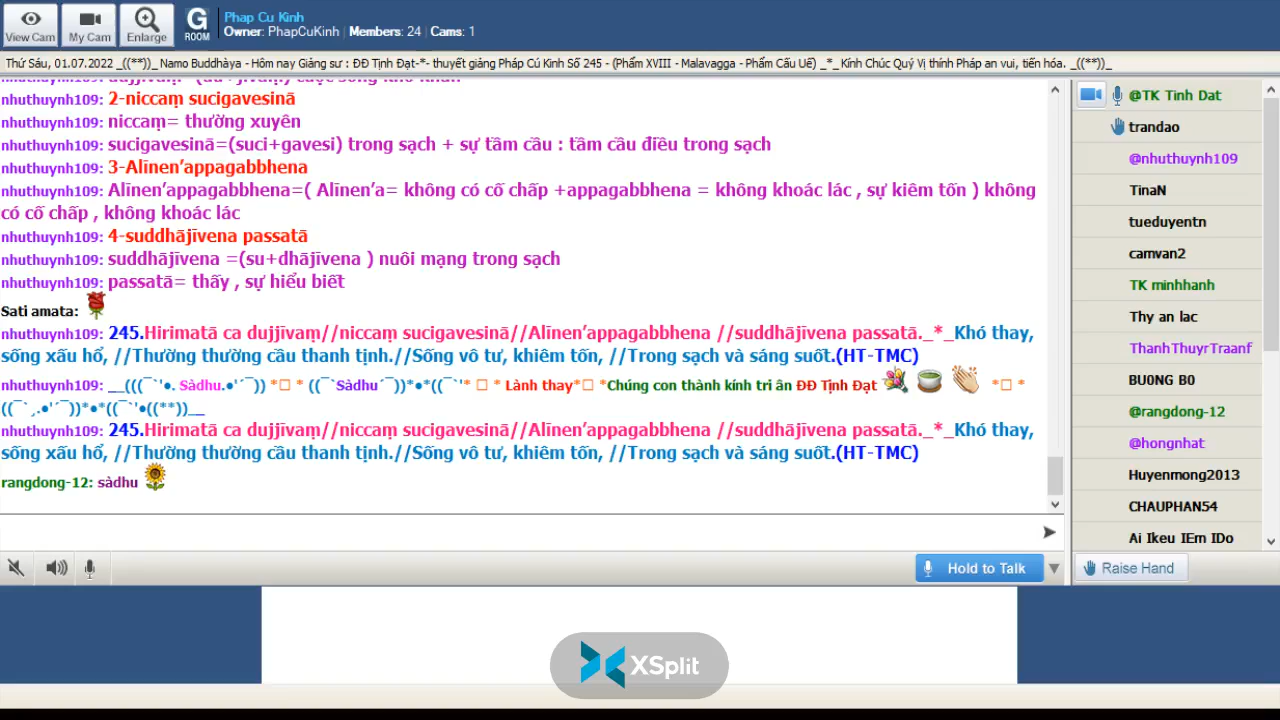 View Cam
My Cam
Enlarge
G
ROOM
Phap Cu Kinh
Owner: PhapCuKinh | Members: 24 | Cams: 1
Thứ Sáu, 01.07.2022 _((**))_ Namo Buddhàya - Hôm nay Giảng sư : ĐĐ Tịnh Đạt-*- thuyết giảng Pháp Cú Kinh Số 245 - (Phẩm XVIII - Malavagga - Phẩm Cấu Uế) _*_ Kính Chúc Quý Vị thính Pháp an vui, tiến hóa. _((**))_
nhuthuynh109: 2-niccaṃ sucigavesinā
nhuthuynh109: niccaṃ= thường xuyên
nhuthuynh109: sucigavesinā=(suci+gavesi) trong sạch + sự tầm cầu : tầm cầu điều trong sạch
nhuthuynh109: 3-Alīnen’appagabbhena
nhuthuynh109: Alīnen’appagabbhena=( Alīnen’a= không có cố chấp +appagabbhena = không khoác lác , sự kiêm tốn ) không
có cố chấp , không khoác lác
nhuthuynh109: 4-suddhājīvena passatā
nhuthuynh109: suddhājīvena =(su+dhājīvena ) nuôi mạng trong sạch
nhuthuynh109: passatā= thấy , sự hiểu biết
Sati amata:
nhuthuynh109: 245.Hirimatā ca dujjīvaṃ//niccaṃ sucigavesinā//Alīnen’appagabbhena //suddhājīvena passatā._*_Khó thay,
sống xấu hổ, //Thường thường cầu thanh tịnh.//Sống vô tư, khiêm tốn, //Trong sạch và sáng suốt.(HT-TMC)
nhuthuynh109: __(((¯`'•. Sàdhu.•'´¯)) *□ * ((¯`Sàdhu´¯))*•*((¯`'* □ * Lành thay*□ *Chúng con thành kính tri ân ĐĐ Tịnh Đạt *□ *
((¯`¸.•'´¯))*•*((¯`'•((**))__
nhuthuynh109: 245.Hirimatā ca dujjīvaṃ//niccaṃ sucigavesinā//Alīnen’appagabbhena //suddhājīvena passatā._*_Khó thay,
sống xấu hổ, //Thường thường cầu thanh tịnh.//Sống vô tư, khiêm tốn, //Trong sạch và sáng suốt.(HT-TMC)
rangdong-12: sàdhu
@TK Tinh Dat
trandao
@nhuthuynh109
TinaN
tueduyentn
camvan2
TK minhhanh
Thy an lac
ThanhThuyrTraanf
BU0NG B0
@rangdong-12
@hongnhat
Huyenmong2013
CHAUPHAN54
Ai Ikeu IEm IDo
Hold to Talk
Raise Hand
XSplit